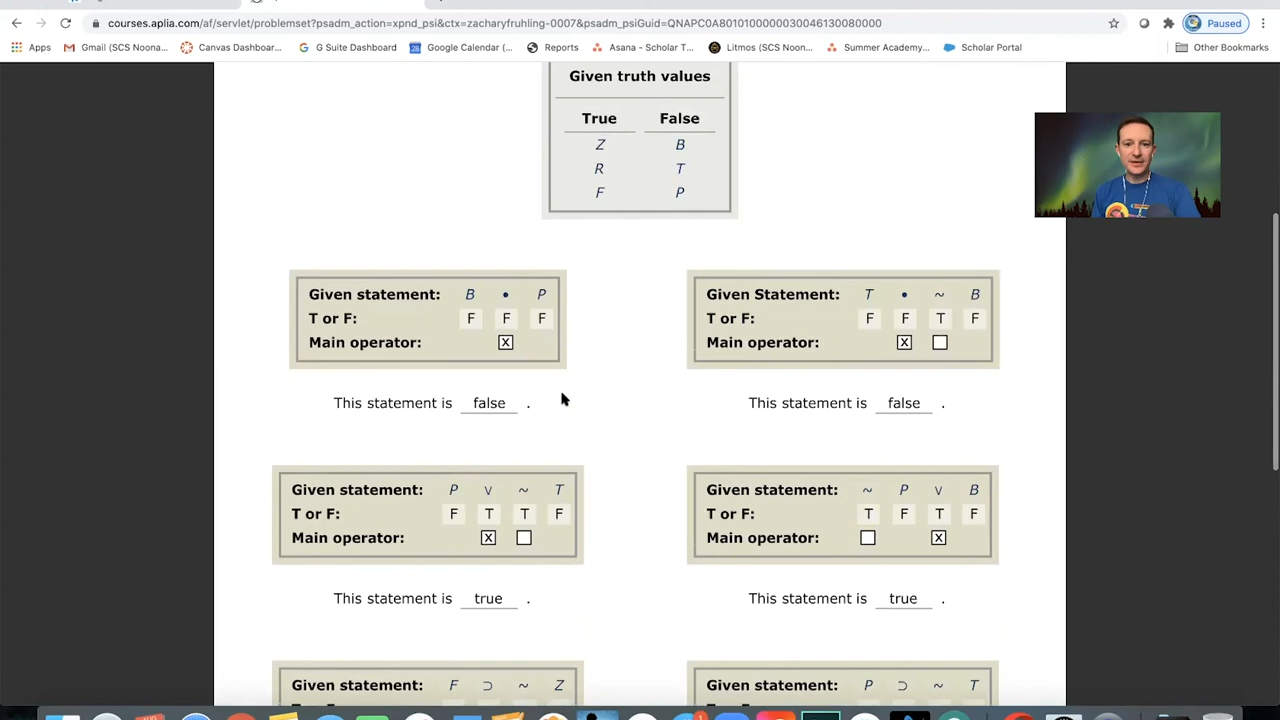 courses.aplia.com/af/servlet/problemset?psadm_action=xpnd_psi&ctx=zacharyfruhling-0007&psadm_psiGuid=QNAPC0A80101000000030046130080000
Paused
Apps Gmail (SCS Noona... Canvas Dashboar... G Suite Dashboard Google Calendar (... Reports Asana - Scholar T... Litmos (SCS Noon... Summer Academy... Scholar Portal Other Bookmarks
Given truth values
True False
Z B
R T
F P
Given statement: B • P
T or F: F F F
Main operator: X
This statement is false .
Given Statement: T • ~ B
T or F: F F T F
Main operator: X
This statement is false .
Given statement: P ∨ ~ T
T or F: F T T F
Main operator: X
This statement is true .
Given statement: ~ P ∨ B
T or F: T F T F
Main operator: X
This statement is true .
Given statement: F ⊃ ~ Z
Given statement: P ⊃ ~ T